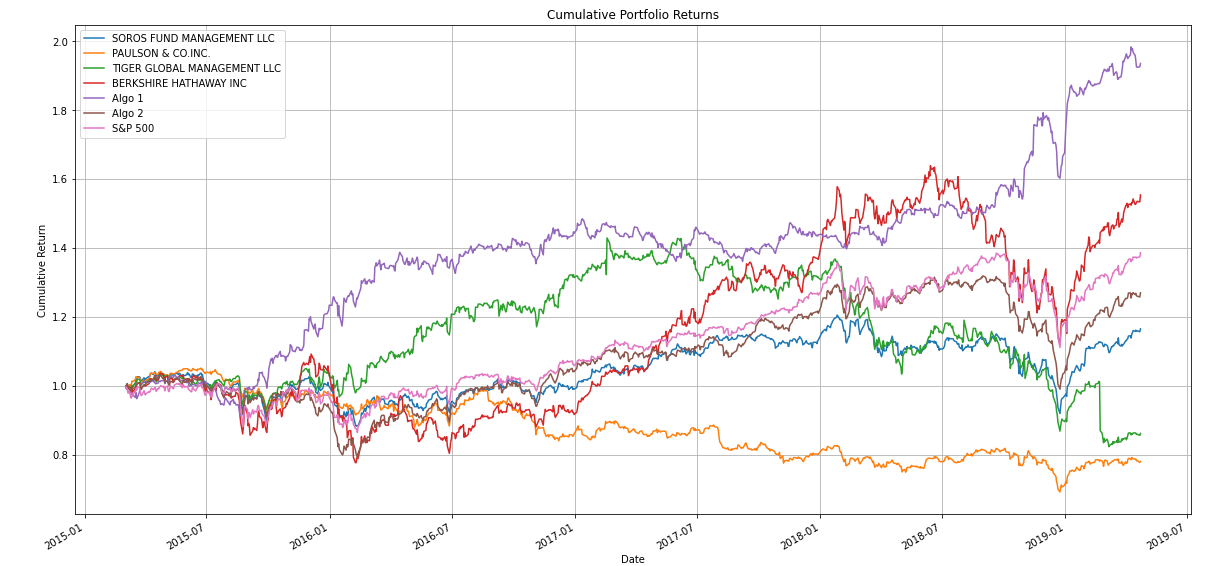 Cumulative Portfolio Returns
SOROS FUND MANAGEMENT LLC
PAULSON & CO.INC.
TIGER GLOBAL MANAGEMENT LLC
BERKSHIRE HATHAWAY INC
Algo 1
Algo 2
S&P 500
Cumulative Return
2.0
1.8
1.6
1.4
1.2
1.0
0.8
2015-01
2015-07
2016-01
2016-07
2017-01
2017-07
2018-01
2018-07
2019-01
2019-07
Date